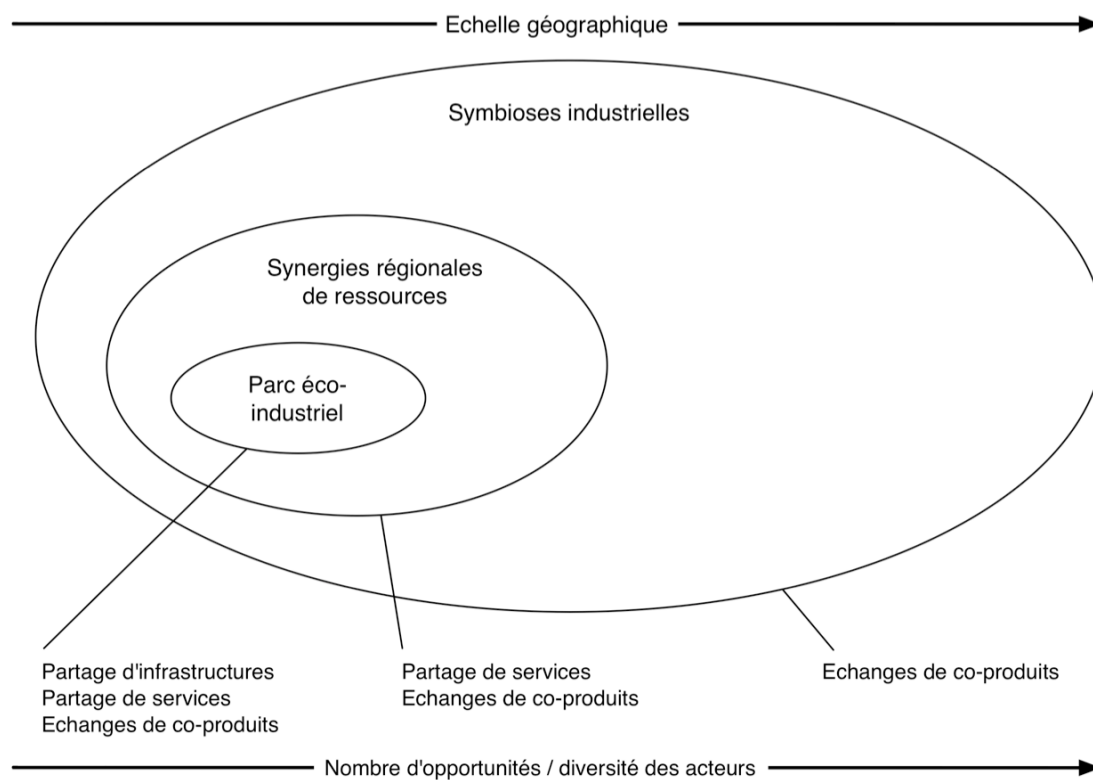 Echelle géographique
Symbioses industrielles
Synergies régionales
de ressources
Parc éco-
industriel
Partage d'infrastructures
Partage de services
Echanges de co-produits
Partage de services
Echanges de co-produits
Echanges de co-produits
Nombre d'opportunités / diversité des acteurs